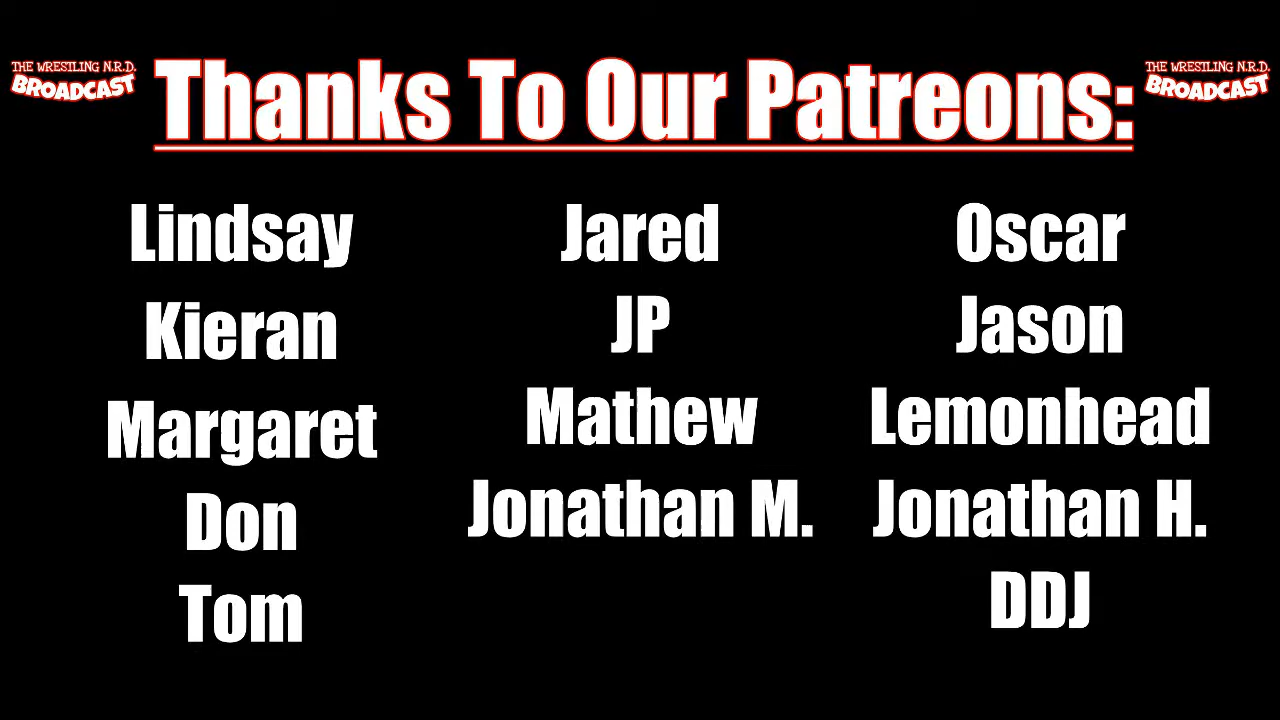 THE WRESTLING N.R.D.
BROADCAST
Thanks To Our Patreons:
THE WRESTLING N.R.D.
BROADCAST
Lindsay
Kieran
Margaret
Don
Tom
Jared
JP
Mathew
Jonathan M.
Oscar
Jason
Lemonhead
Jonathan H.
DDJ